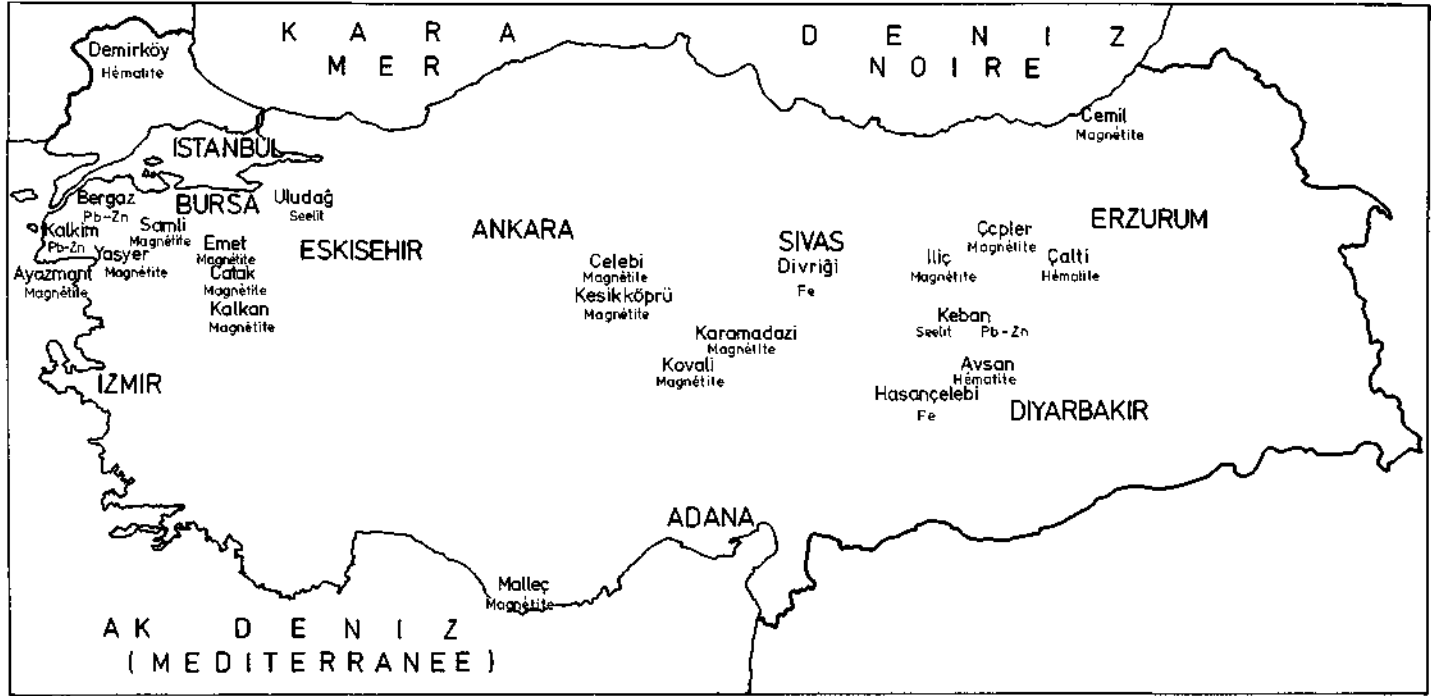 K A R A D E N I Z
M E R N O I R E
Demirköy
Hématite
Cemil
Magnétite
ISTANBUL
Bergaz
Pb-Zn
BURSA
Uludağ
Seelit
Kalkim
Pb-Zn
Samli
Magnétite
Yasyer
Magnétite
Emet
Magnétite
Ayazmant
Magnétite
Catak
Magnétite
Kalkan
Magnétite
ESKISEHIR
ANKARA
Celebi
Magnétite
Kesikköprü
Magnétite
SIVAS
Divriği
Fe
Çopler
Magnétite
ERZURUM
Iliç
Magnétite
Çalti
Hématite
Keban
Seelit Pb-Zn
Karamadazi
Magnétite
Kovali
Magnétite
Avsan
Hématite
Hasançelebi
Fe
DIYARBAKIR
IZMIR
ADANA
Malleç
Magnétite
AK DENIZ
(MEDITERRANEE)